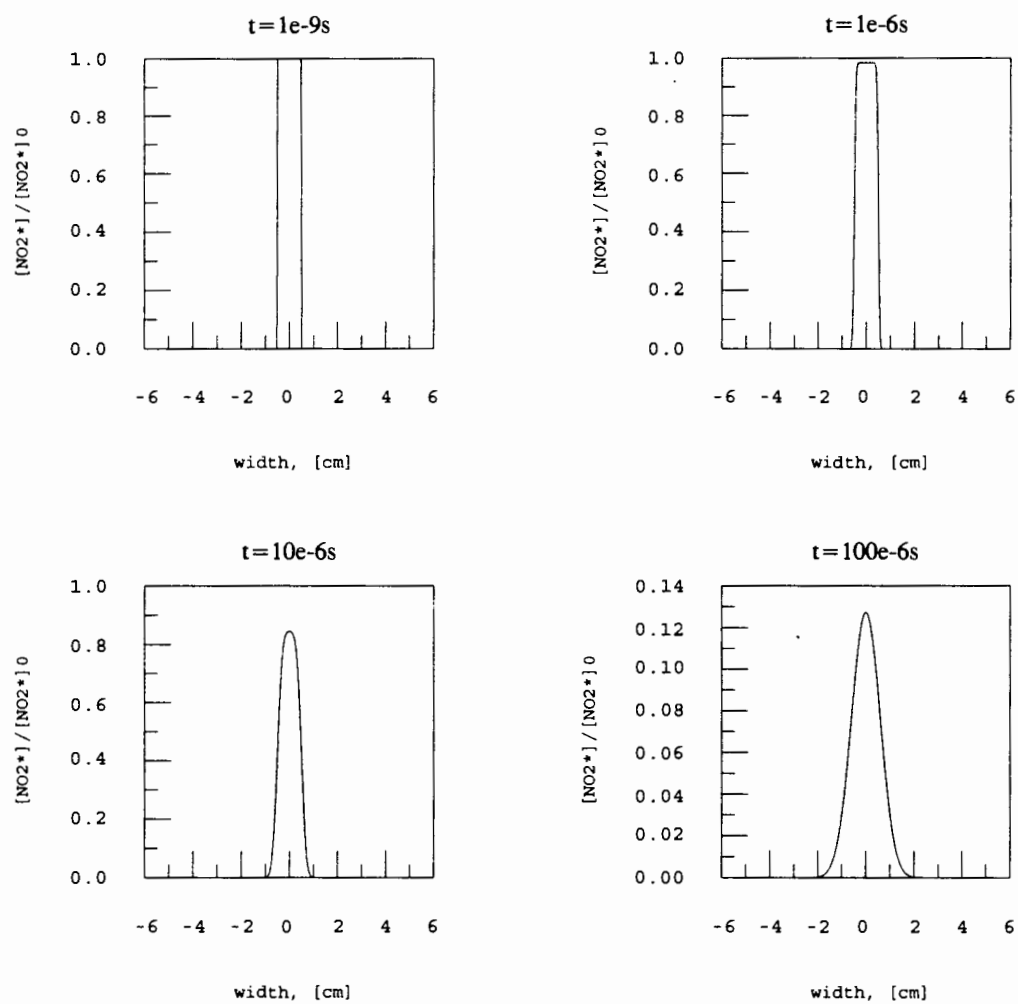 t=1e-9s
1.0
0.8
0.6
0.4
0.2
0.0
[NO2*]/[NO2*]0
-6 -4 -2 0 2 4 6
width, [cm]
t=1e-6s
1.0
0.8
0.6
0.4
0.2
0.0
[NO2*]/[NO2*]0
-6 -4 -2 0 2 4 6
width, [cm]
t=10e-6s
1.0
0.8
0.6
0.4
0.2
0.0
[NO2*]/[NO2*]0
-6 -4 -2 0 2 4 6
width, [cm]
t=100e-6s
0.14
0.12
0.10
0.08
0.06
0.04
0.02
0.00
[NO2*]/[NO2*]0
-6 -4 -2 0 2 4 6
width, [cm]